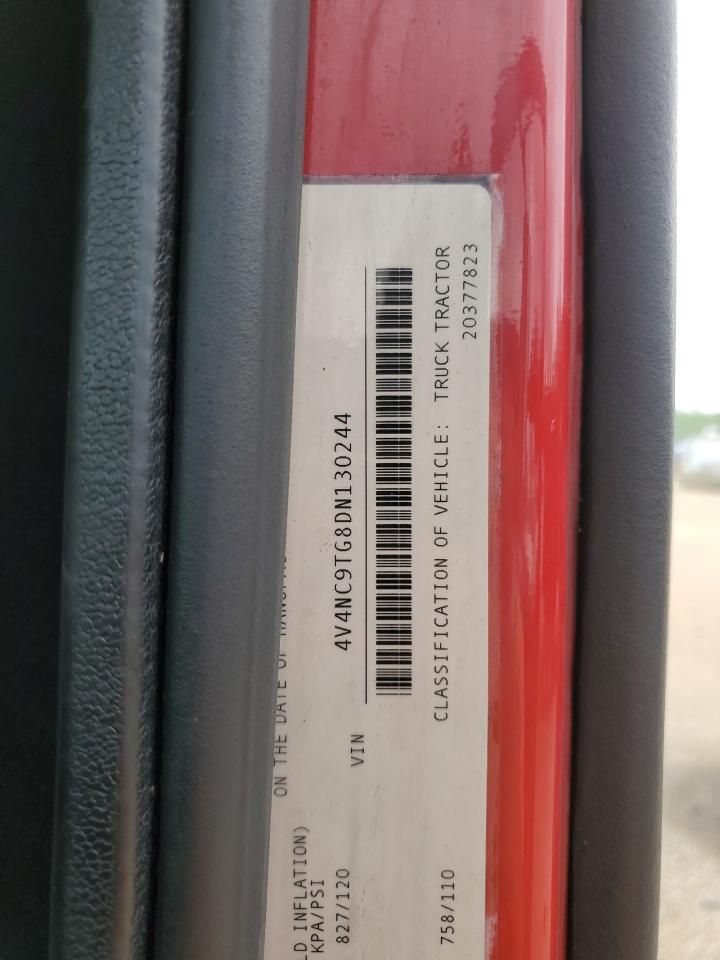 LD INFLATION)
KPA/PSI
827/120
758/110
ON THE DATE OF
VIN 4V4NC9TG8DN130244
CLASSIFICATION OF VEHICLE: TRUCK TRACTOR
20377823